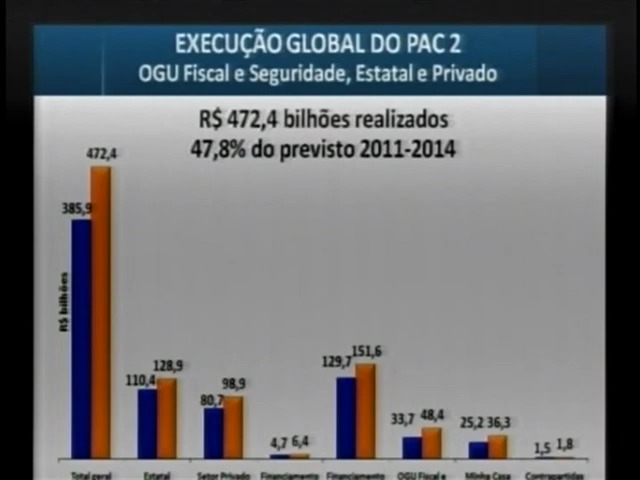 EXECUÇÃO GLOBAL DO PAC 2
OGU Fiscal e Seguridade, Estatal e Privado
R$ 472,4 bilhões realizados
47,8% do previsto 2011-2014
472,4
385,9
R$ bilhões
151,6
129,7
128,9
110,4
98,9
80,7
48,4
33,7
36,3
25,2
4,7 6,4
1,5 1,8
Total geral Estatal Setor Privado Financiamento Financiamento OGU Fiscal e Minha Casa Contrapartidas